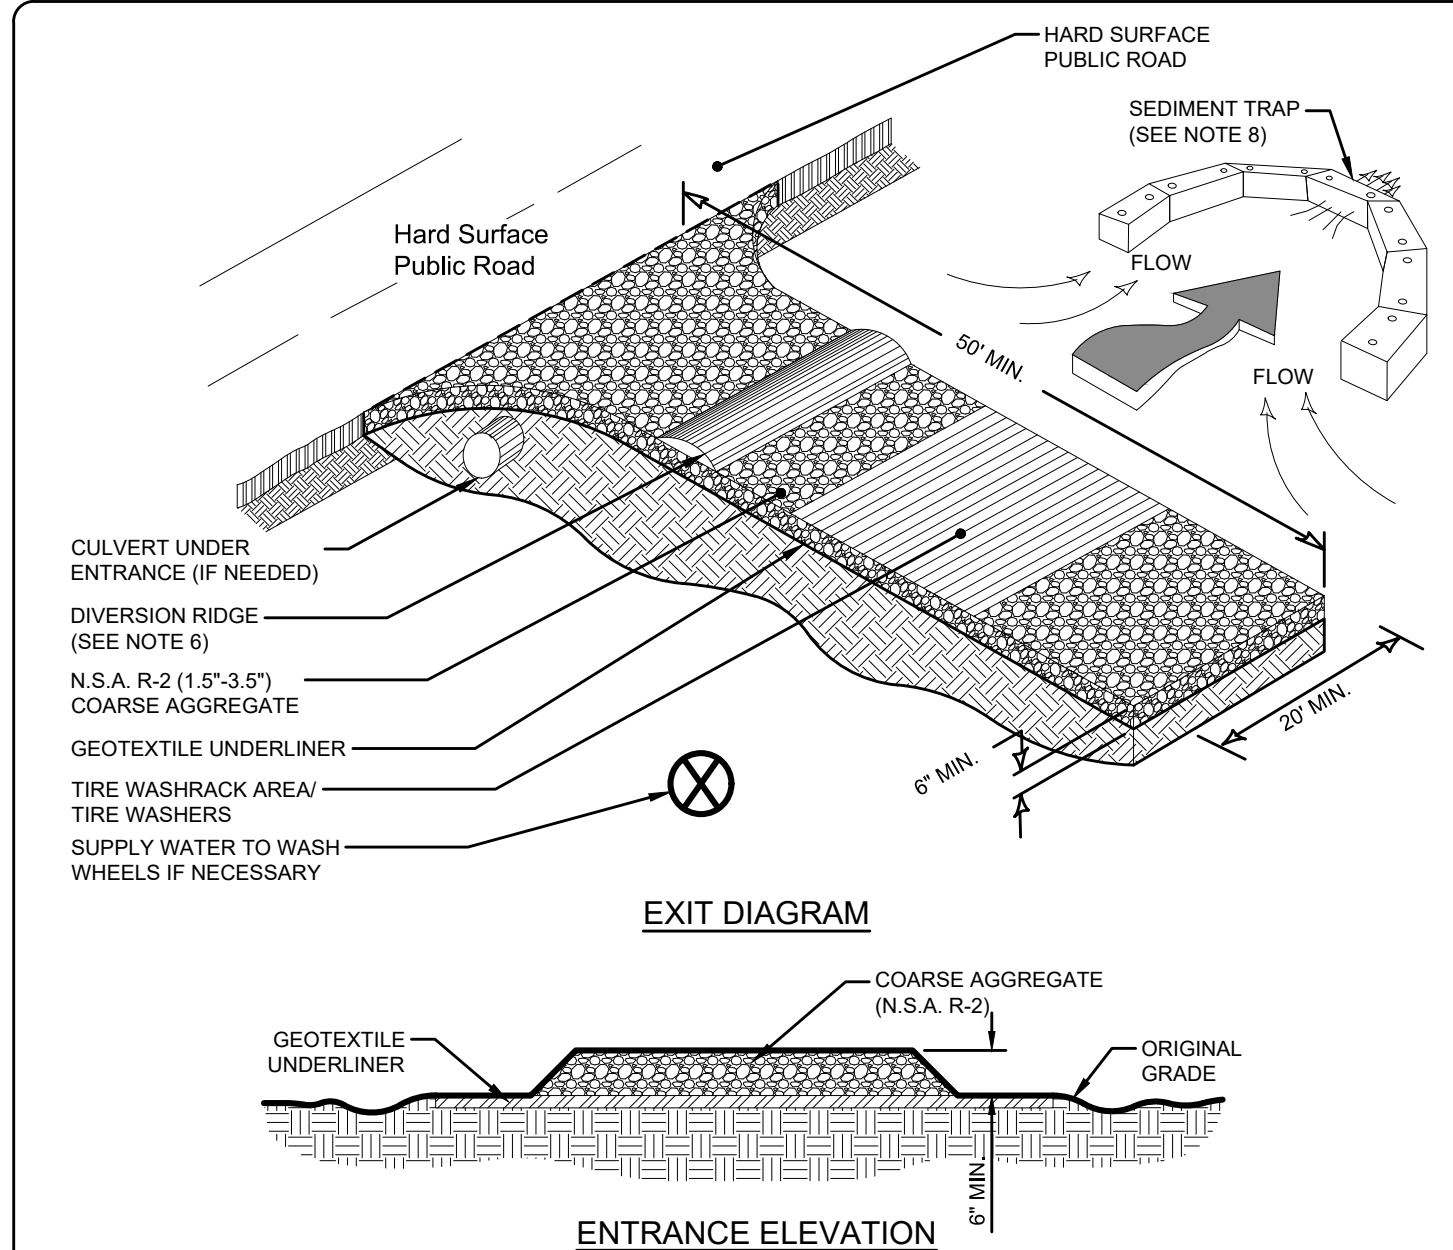 HARD SURFACE
PUBLIC ROAD
SEDIMENT TRAP
(SEE NOTE 8)
Hard Surface
Public Road
FLOW
50' MIN.
FLOW
CULVERT UNDER
ENTRANCE (IF NEEDED)
DIVERSION RIDGE
(SEE NOTE 6)
N.S.A. R-2 (1.5"-3.5")
COARSE AGGREGATE
GEOTEXTILE UNDERLINER
TIRE WASHRACK AREA/
TIRE WASHERS
SUPPLY WATER TO WASH
WHEELS IF NECESSARY
20' MIN.
6" MIN.
EXIT DIAGRAM
COARSE AGGREGATE
(N.S.A. R-2)
GEOTEXTILE
UNDERLINER
ORIGINAL
GRADE
6" MIN.
ENTRANCE ELEVATION